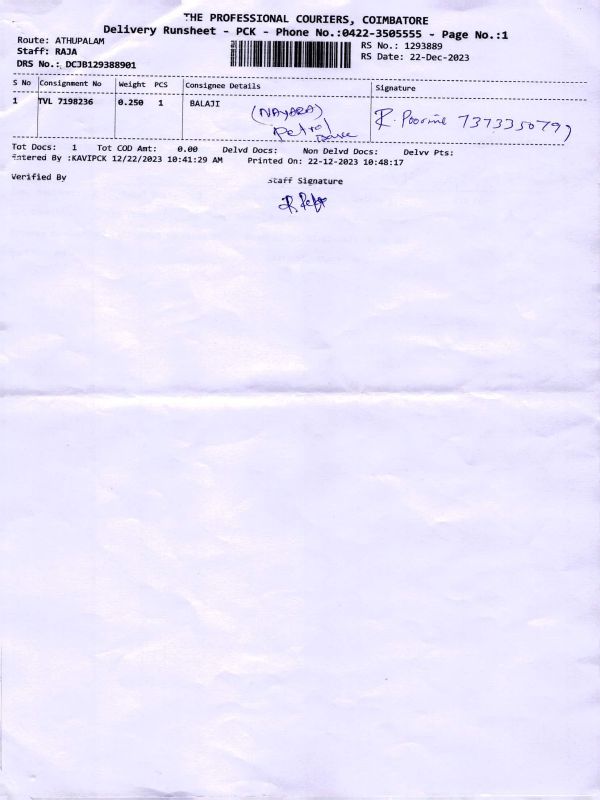 THE PROFESSIONAL COURIERS, COIMBATORE
Delivery Runsheet - PCK - Phone No.:0422-3505555 - Page No.:1
Route: ATHUPALAM
Staff: RAJA
DRS No.: DCJB129388901
RS No.: 1293889
RS Date: 22-Dec-2023
S No Consignment No Weight PCS Consignee Details Signature
1 TVL 7198236 0.250 1 BALAJI
(NAYARA)
Petrol
R. Poornie 7373350799
Tot Docs: 1 Tot COD Amt: 0.00 Delvd Docs: Non Delvd Docs: Delvv Pts:
Entered By :KAVIPCK 12/22/2023 10:41:29 AM Printed On: 22-12-2023 10:48:17
Verified By Staff Signature